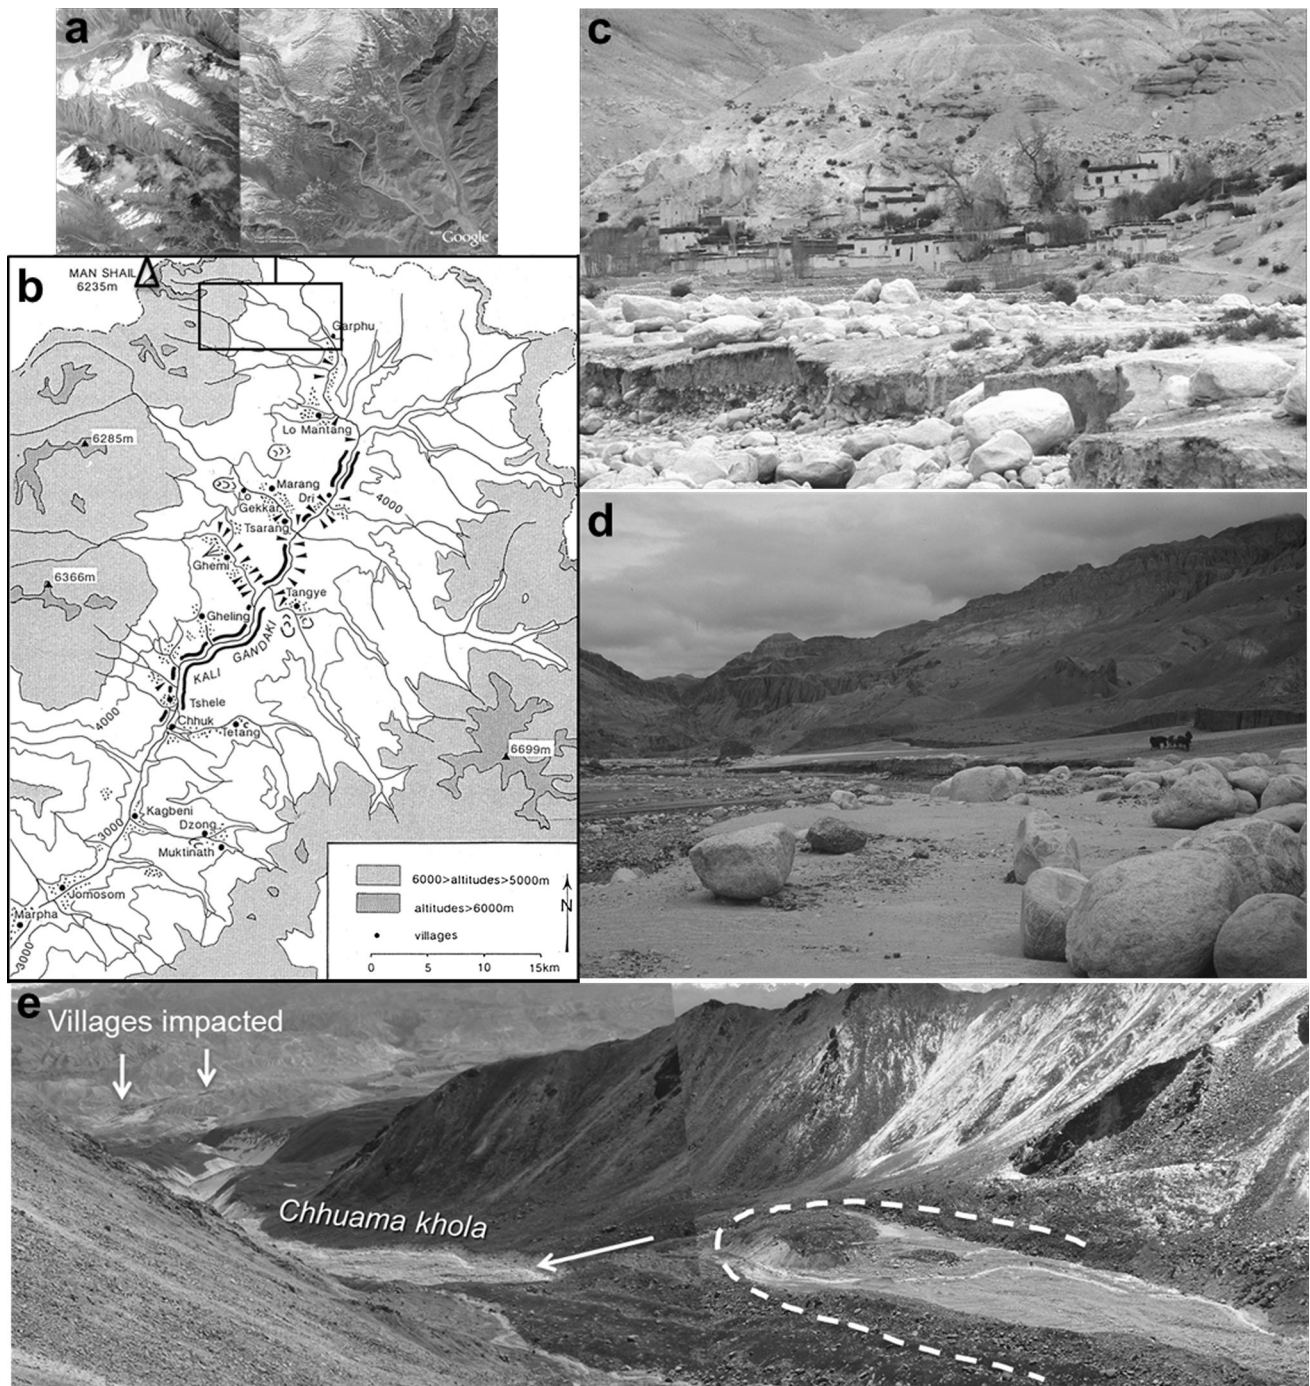 a
Google
b
MAN SHAIL
6235m
Garphu
Lo Mantang
6285m
Marang
Dri
4000
Lo
Gekkar
Tsarang
Ghemi
6366m
Tangye
Gheling
GANDAKI
KALI
Tshele
4000
Chhuk
Tetang
6699m
Kagbeni
3000
Dzong
Muktinath
Jomosom
Marpha
3000
6000>altitudes>5000m
altitudes>6000m
villages
N
0 5 10 15km
c
d
e
Villages impacted
Chhuama khola